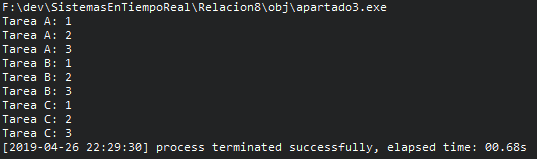 F:\dev\SistemasEnTiempoReal\Relacion8\obj\apartado3.exe
Tarea A: 1
Tarea A: 2
Tarea A: 3
Tarea B: 1
Tarea B: 2
Tarea B: 3
Tarea C: 1
Tarea C: 2
Tarea C: 3
[2019-04-26 22:29:30] process terminated successfully, elapsed time: 00.68s